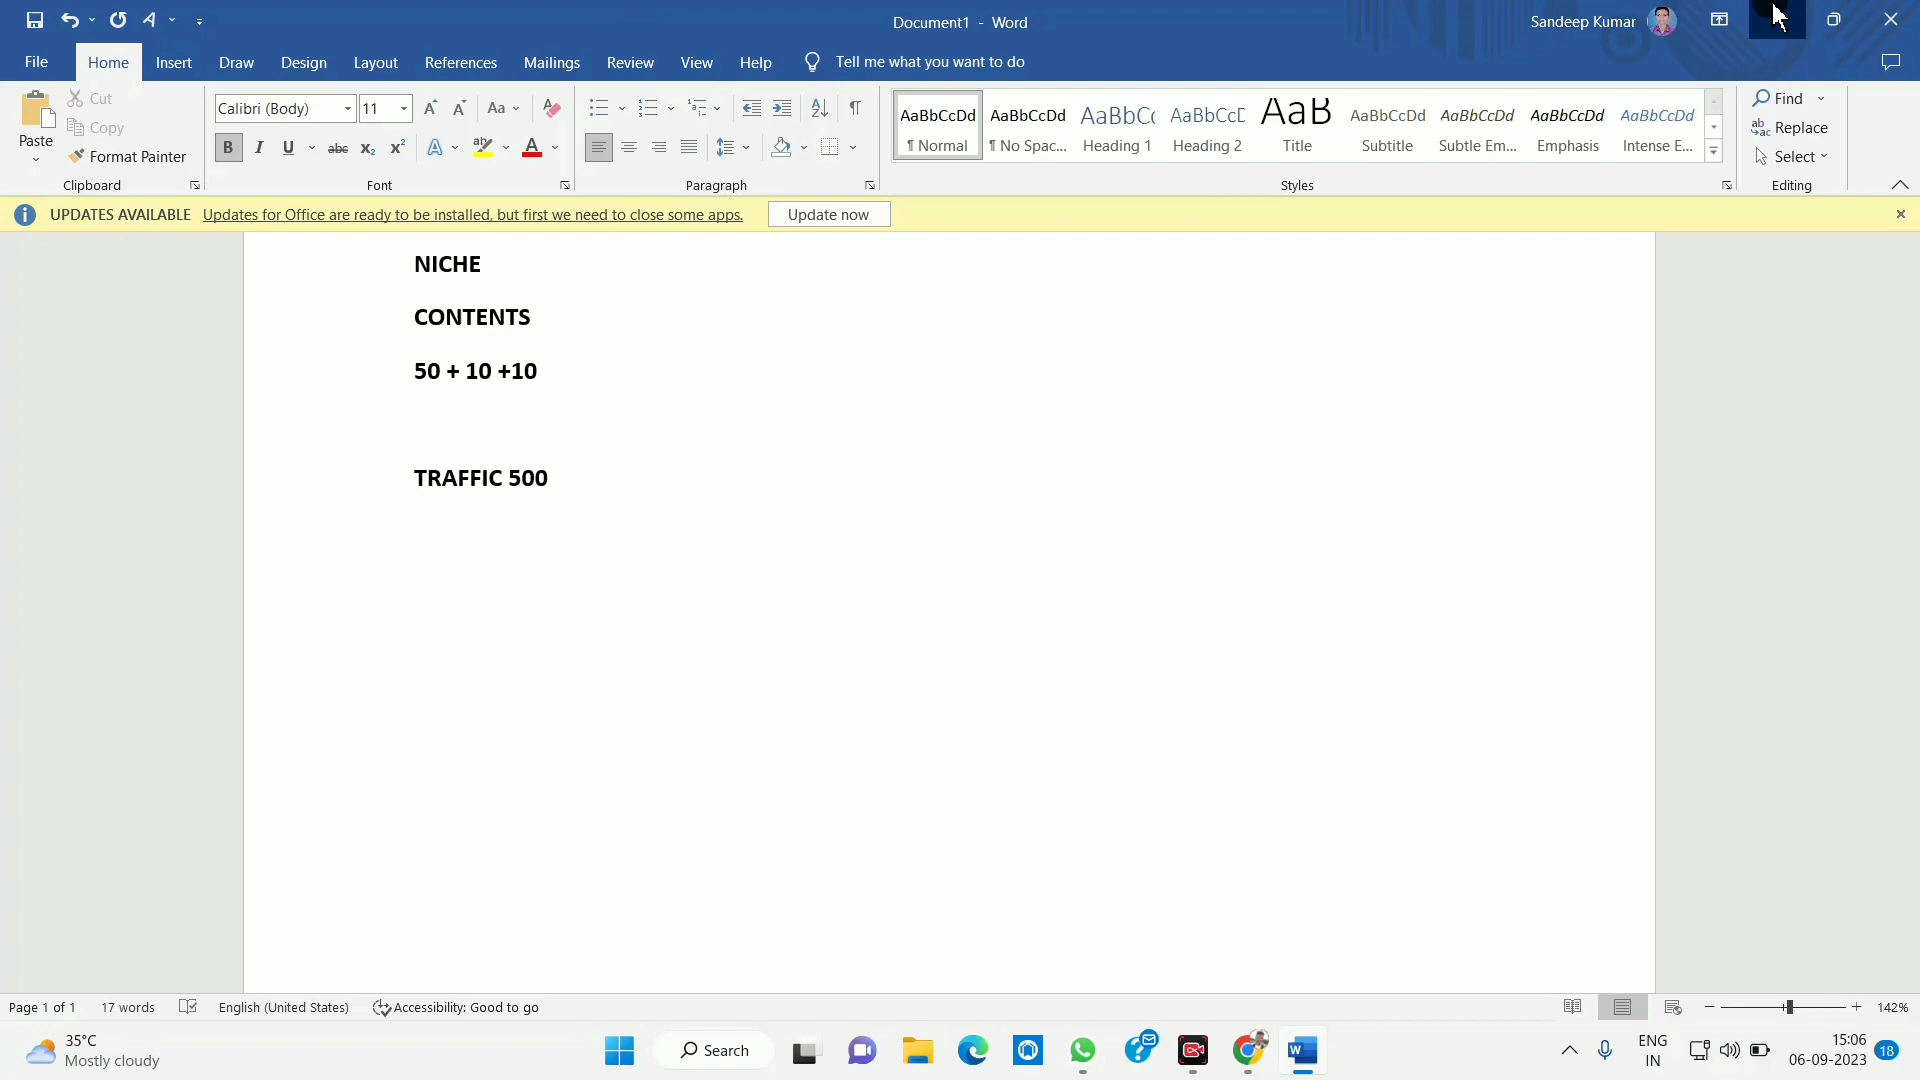 Document1 - Word
Sandeep Kumar
File Home Insert Draw Design Layout References Mailings Review View Help Tell me what you want to do
Paste
Cut
Copy
Format Painter
Clipboard
Calibri (Body) 11
Font
Paragraph
AaBbCcDd AaBbCcDd AaBbC AaBbCcD AaB AaBbCcDd AaBbCcDd AaBbCcDd AaBbCcDd
¶ Normal ¶ No Spac... Heading 1 Heading 2 Title Subtitle Subtle Em... Emphasis Intense E...
Styles
Find
Replace
Select
Editing
UPDATES AVAILABLE Updates for Office are ready to be installed, but first we need to close some apps. Update now
NICHE
CONTENTS
50 + 10 +10
TRAFFIC 500
Page 1 of 1 17 words English (United States) Accessibility: Good to go 142%
35°C
Mostly cloudy
Search
ENG
IN
15:06
06-09-2023
18